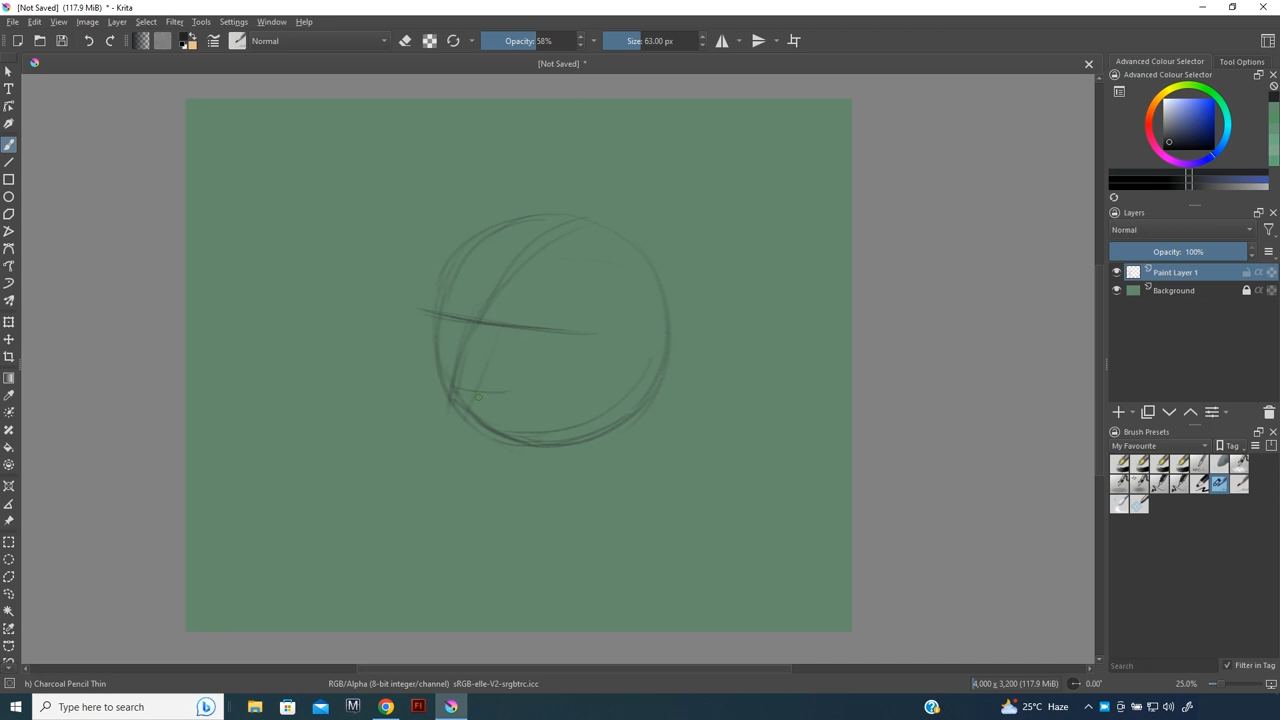 [Not Saved] (117.9 MiB) * - Krita
File Edit View Image Layer Select Filter Tools Settings Window Help
Normal Opacity: 58% Size: 63.00 px
[Not Saved] *
Advanced Colour Selector Tool Options
Advanced Colour Selector
Layers
Normal
Opacity: 100%
Paint Layer 1
Background
Brush Presets
My Favourite Tag
Search Filter in Tag
h) Charcoal Pencil Thin RGB/Alpha (8-bit integer/channel) sRGB-elle-V2-srgbtrc.icc 4,000 x 3,200 (117.9 MiB) 0.00° 25.0%
Type here to search 25°C Haze